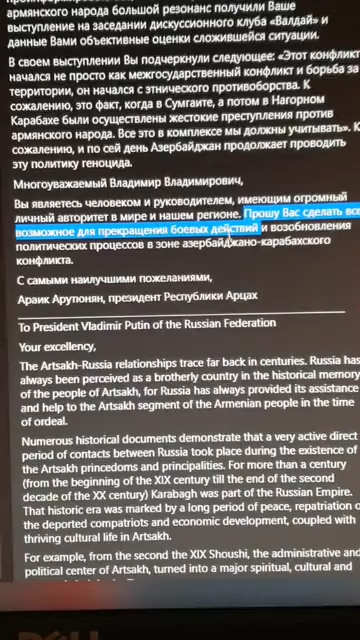 армянского народа большой резонанс получили Ваше
выступление на заседании дискуссионного клуба «Валдай» и
данные Вами объективные оценки сложившейся ситуации.
В своем выступлении Вы подчеркнули следующее: «Этот конфликт
начался не просто как межгосударственный конфликт и борьба за
территории, он начался с этнического противоборства. К
сожалению, это факт, когда в Сумгаите, а потом в Нагорном
Карабахе были осуществлены жестокие преступления против
армянского народа. Все это в комплексе мы должны учитывать». К
сожалению, и по сей день Азербайджан продолжает проводить
эту политику геноцида.
Многоуважаемый Владимир Владимирович,
Вы являетесь человеком и руководителем, имеющим огромный
личный авторитет в мире и нашем регионе. Прошу Вас сделать все
возможное для прекращения боевых действий и возобновления
политических процессов в зоне азербайджано-карабахского
конфликта.
С самыми наилучшими пожеланиями,
Араик Арутюнян, президент Республики Арцах
To President Vladimir Putin of the Russian Federation
Your excellency,
The Artsakh-Russia relationships trace far back in centuries. Russia has
always been perceived as a brotherly country in the historical memory
of the people of Artsakh, for Russia has always provided its assistance
and help to the Artsakh segment of the Armenian people in the time
of ordeal.
Numerous historical documents demonstrate that a very active direct
period of contacts between Russia took place during the existence of
the Artsakh princedoms and principalities. For more than a century
(from the beginning of the XIX century till the end of the second
decade of the XX century) Karabagh was part of the Russian Empire.
That historic era was marked by a long period of peace, repatriation o
the deported compatriots and economic development, coupled with
thriving cultural life in Artsakh.
For example, from the second the XIX Shoushi, the administrative and
political center of Artsakh, turned into a major spiritual, cultural and